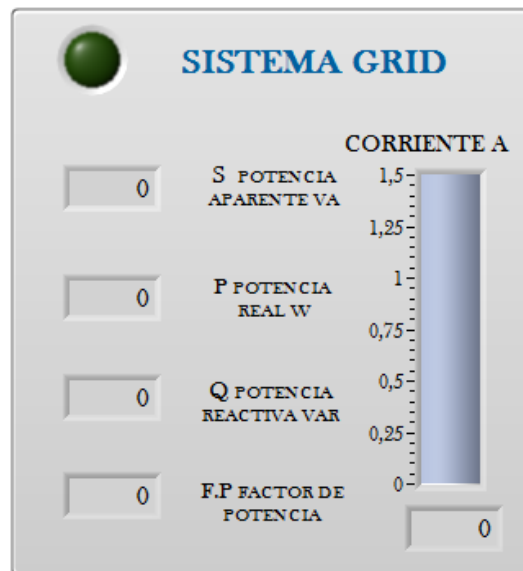 SISTEMA GRID
CORRIENTE A
0
S POTENCIA
APARENTE VA
0
P POTENCIA
REAL W
0
Q POTENCIA
REACTIVA VAR
0
F.P FACTOR DE
POTENCIA
1,5
1,25
1
0,75
0,5
0,25
0
0